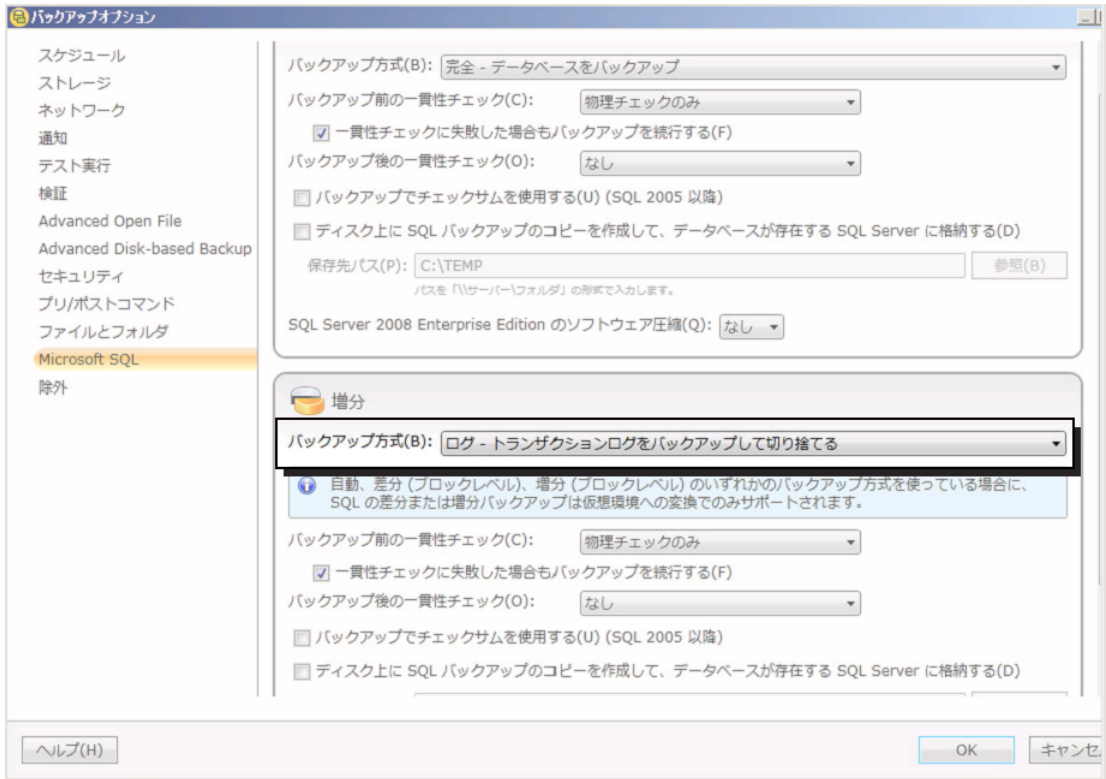 バックアップオプション
スケジュール
ストレージ
ネットワーク
通知
テスト実行
検証
Advanced Open File
Advanced Disk-based Backup
セキュリティ
プリ/ポストコマンド
ファイルとフォルダ
Microsoft SQL
除外
バックアップ方式(B): 完全 - データベースをバックアップ
バックアップ前の一貫性チェック(C): 物理チェックのみ
一貫性チェックに失敗した場合もバックアップを続行する(F)
バックアップ後の一貫性チェック(O): なし
バックアップでチェックサムを使用する(U) (SQL 2005 以降)
ディスク上に SQL バックアップのコピーを作成して、データベースが存在する SQL Server に格納する(D)
保存先パス(P): C:\TEMP 参照(B)
パスを「\\サーバー\フォルダ」の形式で入力します。
SQL Server 2008 Enterprise Edition のソフトウェア圧縮(Q): なし
増分
バックアップ方式(B): ログ - トランザクションログをバックアップして切り捨てる
自動、差分 (ブロックレベル)、増分 (ブロックレベル) のいずれかのバックアップ方式を使っている場合に、
SQL の差分または増分バックアップは仮想環境への変換でのみサポートされます。
バックアップ前の一貫性チェック(C): 物理チェックのみ
一貫性チェックに失敗した場合もバックアップを続行する(F)
バックアップ後の一貫性チェック(O): なし
バックアップでチェックサムを使用する(U) (SQL 2005 以降)
ディスク上に SQL バックアップのコピーを作成して、データベースが存在する SQL Server に格納する(D)
ヘルプ(H) OK キャンセ